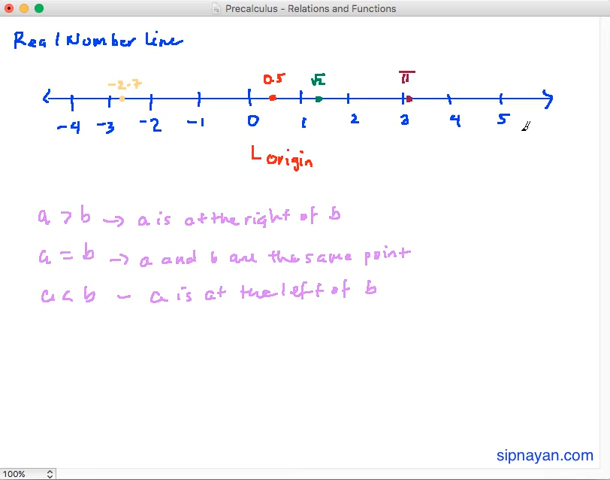 Precalculus - Relations and Functions
Real Number Line
-2.7 0.5 √2 π
-4 -3 -2 -1 0 1 2 3 4 5
origin
a > b → a is at the right of b
a = b → a and b are the same point
a < b - a is at the left of b
sipnayan.com
100%